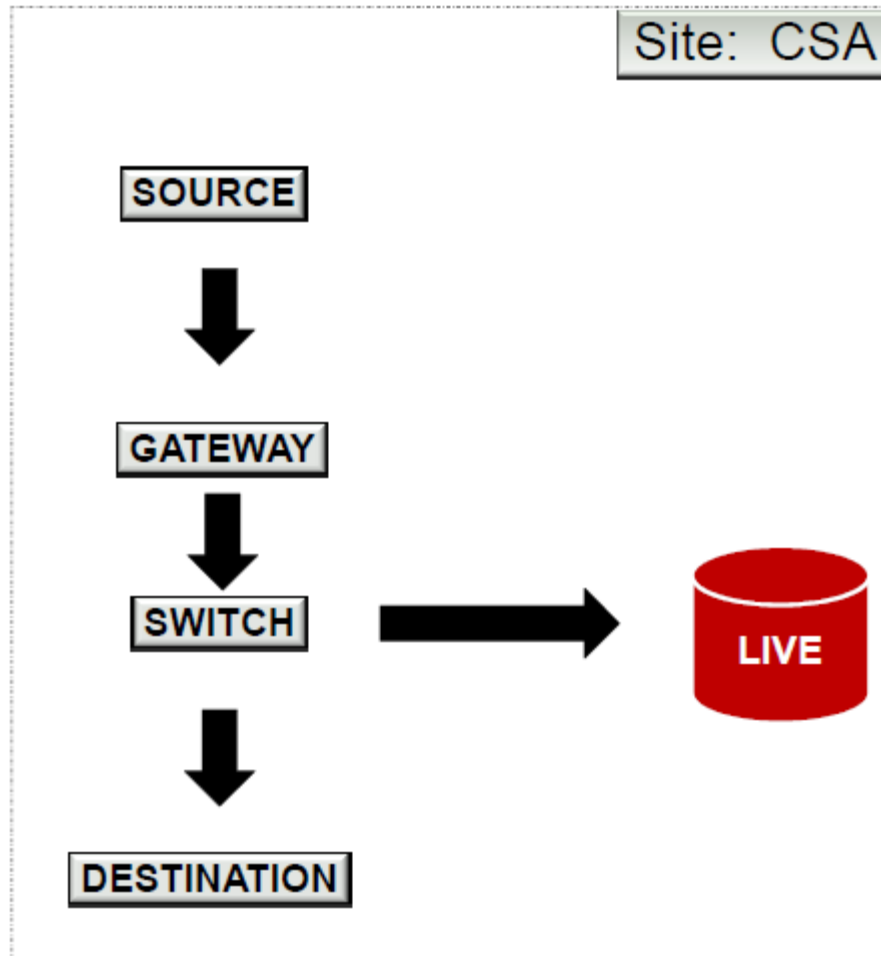 Site: CSA
SOURCE
GATEWAY
SWITCH
LIVE
DESTINATION